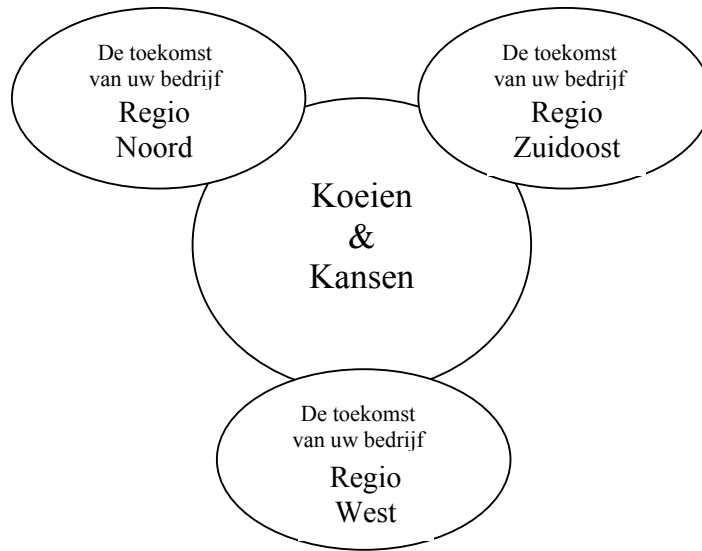 De toekomst
van uw bedrijf
Regio
Noord
De toekomst
van uw bedrijf
Regio
Zuidoost
Koeien
&
Kansen
De toekomst
van uw bedrijf
Regio
West